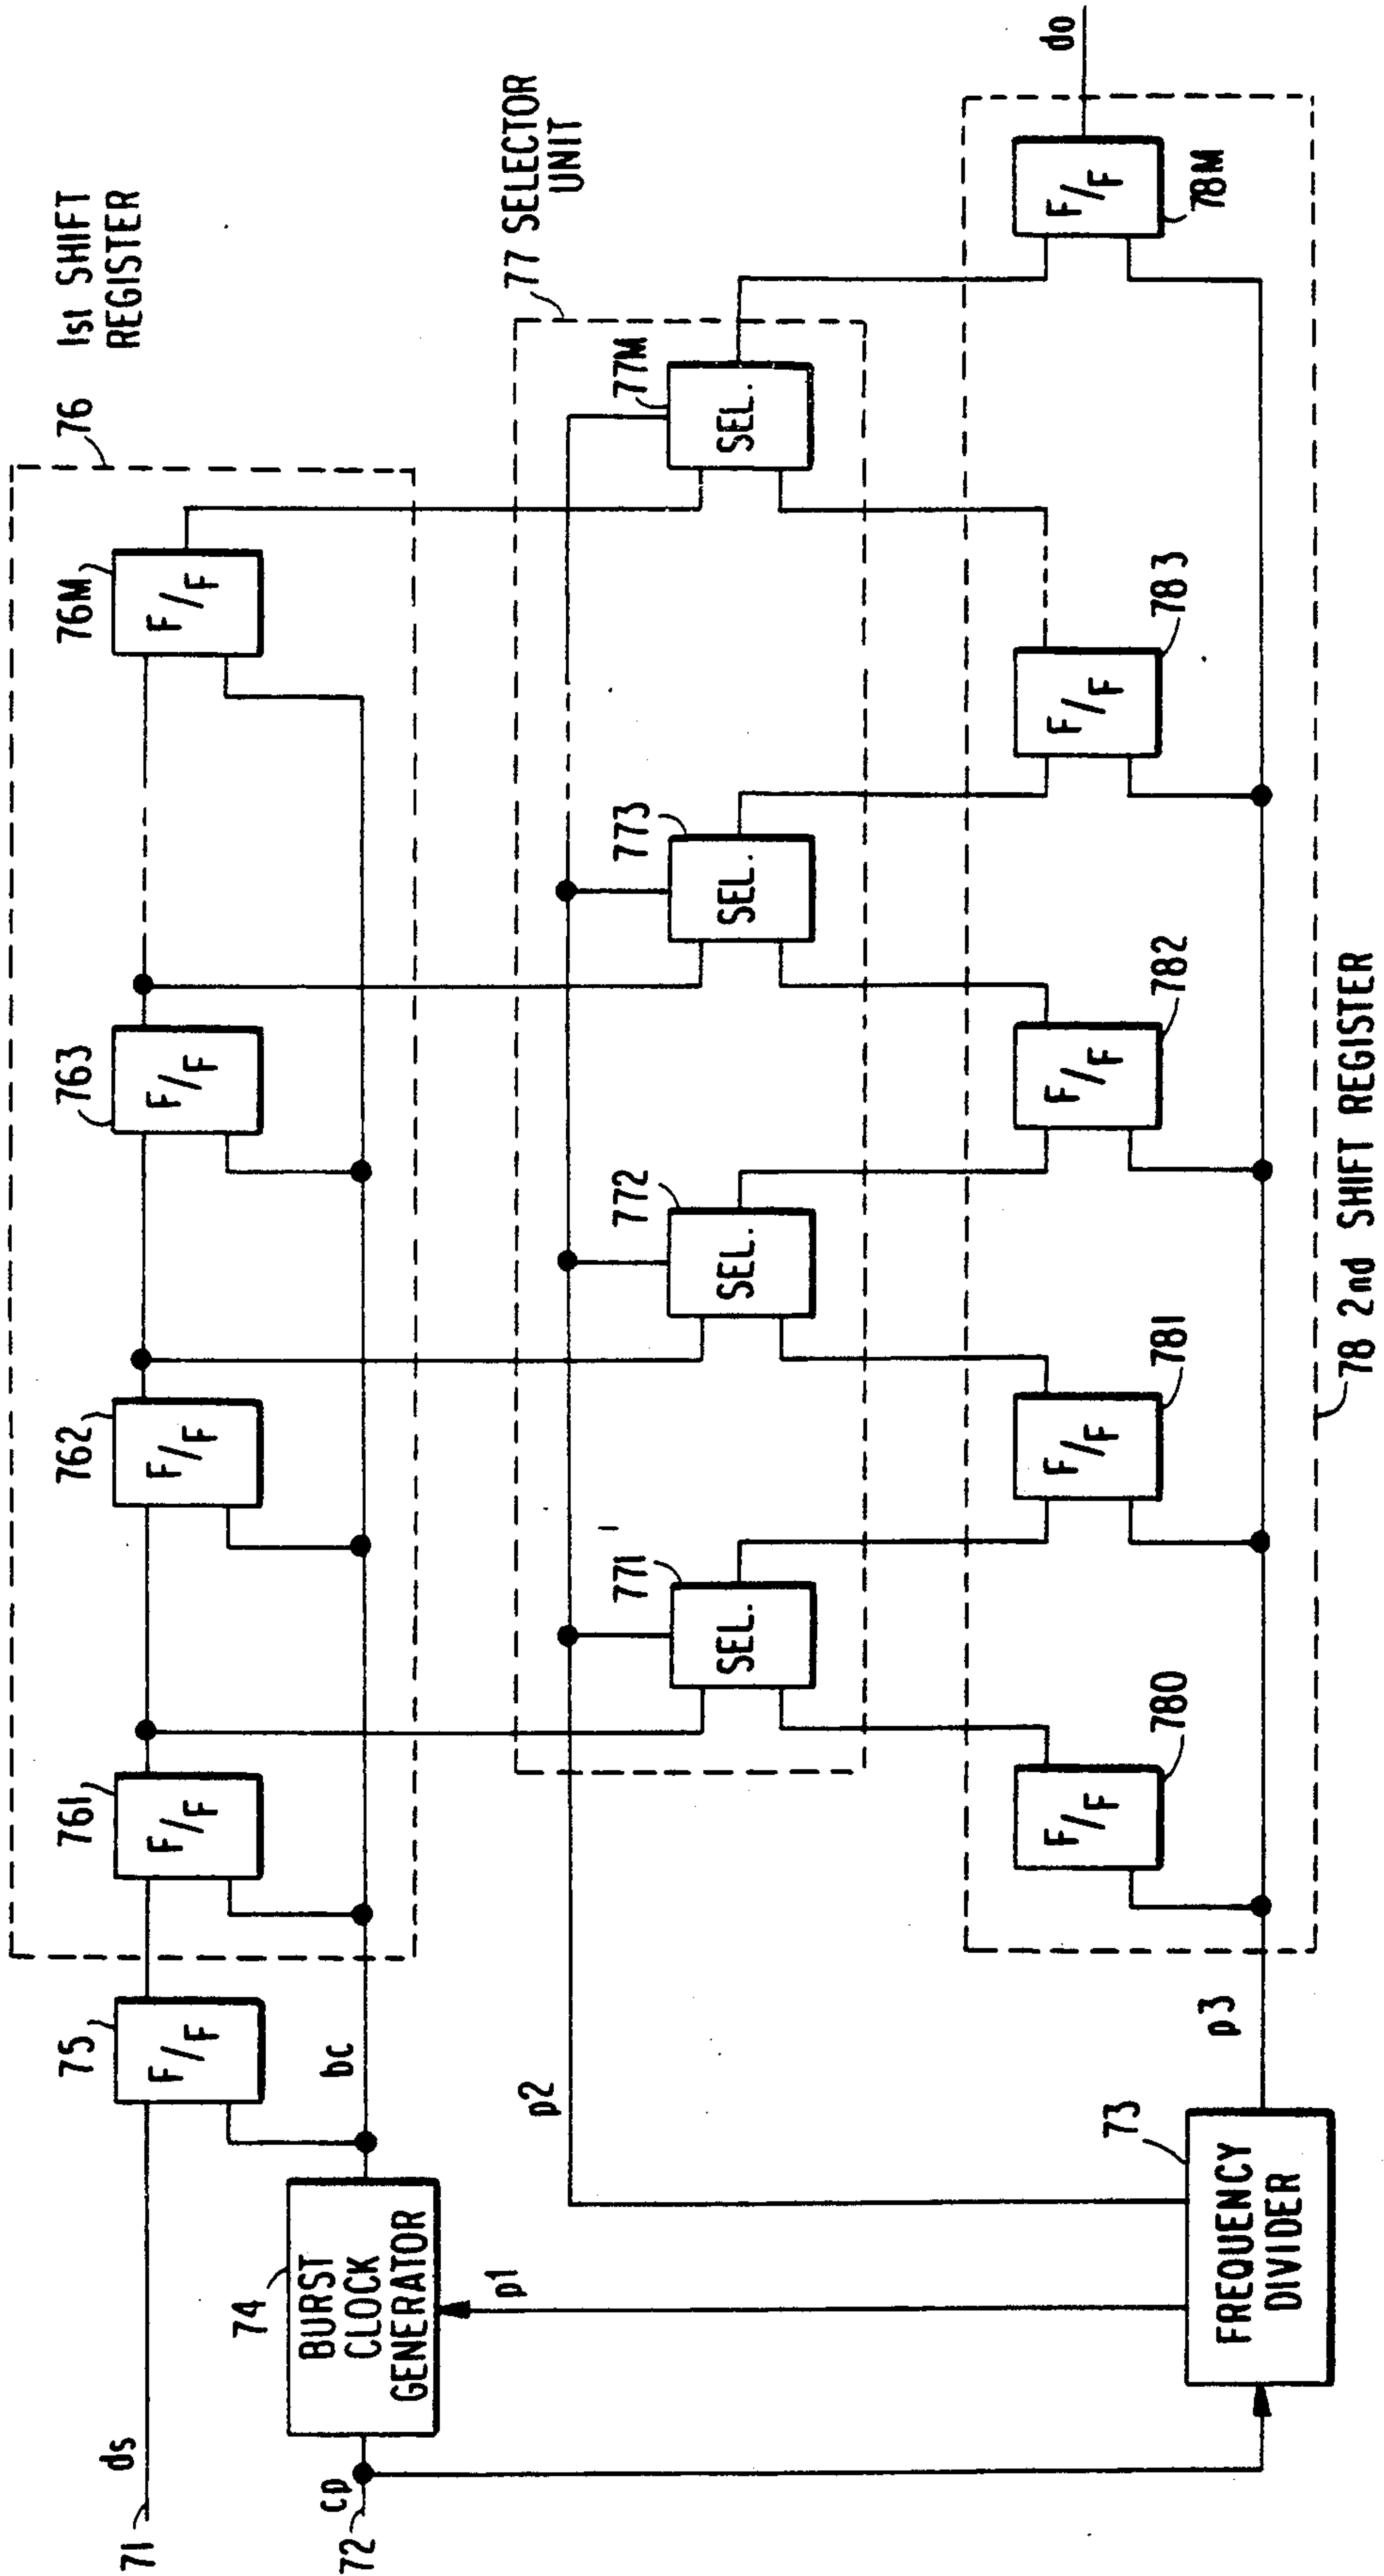 76 1st SHIFT
REGISTER
71
ds
75
F/F
761
F/F
762
F/F
763
F/F
76M
F/F
72
cp
74
BURST
CLOCK
GENERATOR
bc
p1
p2
77 SELECTOR
UNIT
771
SEL.
772
SEL.
773
SEL.
77M
SEL.
73
FREQUENCY
DIVIDER
p3
780
F/F
781
F/F
782
F/F
783
F/F
78M
F/F
do
78 2nd SHIFT REGISTER